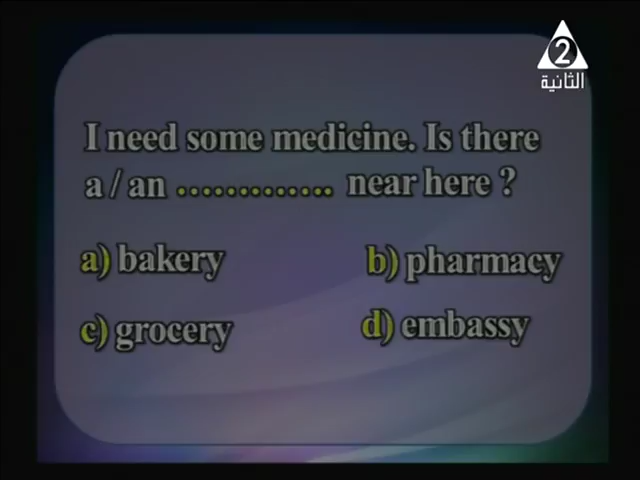 2
الثانية
I need some medicine. Is there
a / an ............. near here ?
a) bakery
b) pharmacy
c) grocery
d) embassy